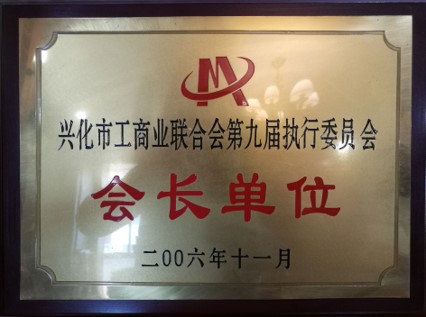 兴化市工商业联合会第九届执行委员会
会长单位
二00六年十一月